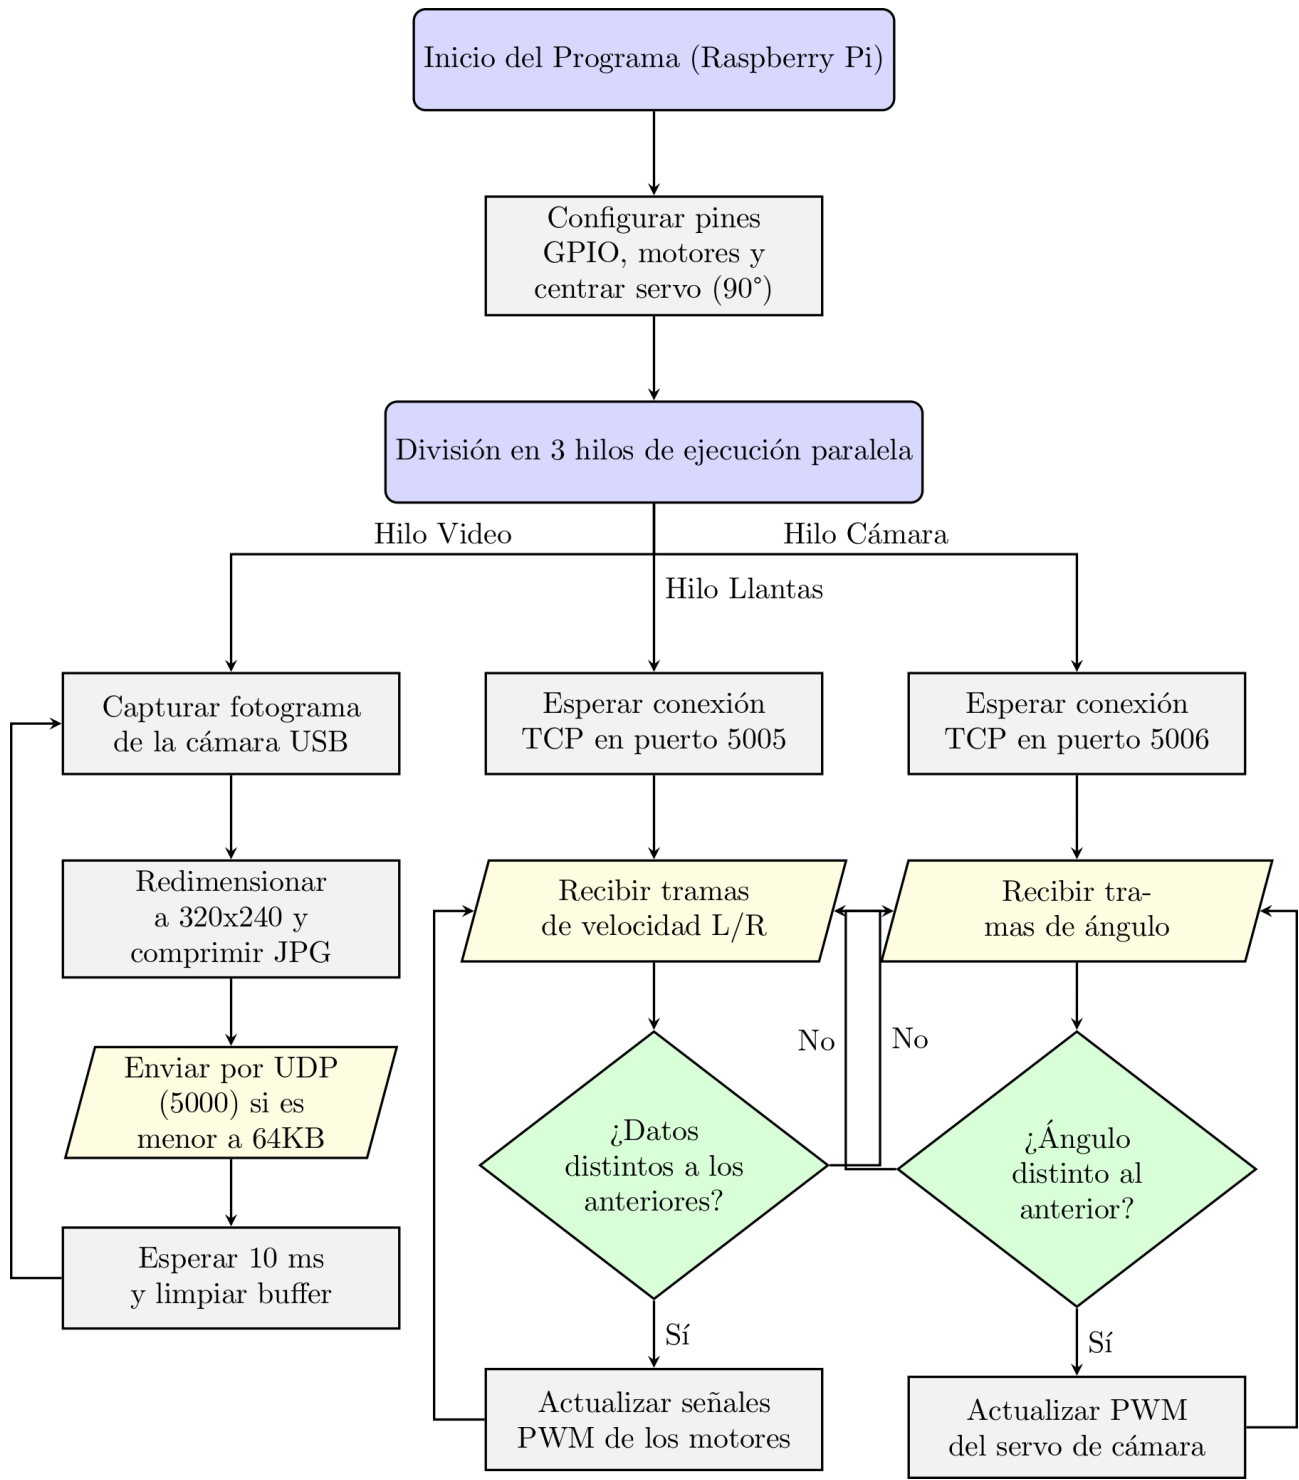 Inicio del Programa (Raspberry Pi)
Configurar pines
GPIO, motores y
centrar servo (90°)
División en 3 hilos de ejecución paralela
Hilo Video
Hilo Cámara
Hilo Llantas
Capturar fotograma
de la cámara USB
Esperar conexión
TCP en puerto 5005
Esperar conexión
TCP en puerto 5006
Redimensionar
a 320x240 y
comprimir JPG
Recibir tramas
de velocidad L/R
Recibir tra-
mas de ángulo
Enviar por UDP
(5000) si es
menor a 64KB
No
No
¿Datos
distintos a los
anteriores?
¿Ángulo
distinto al
anterior?
Esperar 10 ms
y limpiar buffer
Sí
Sí
Actualizar señales
PWM de los motores
Actualizar PWM
del servo de cámara